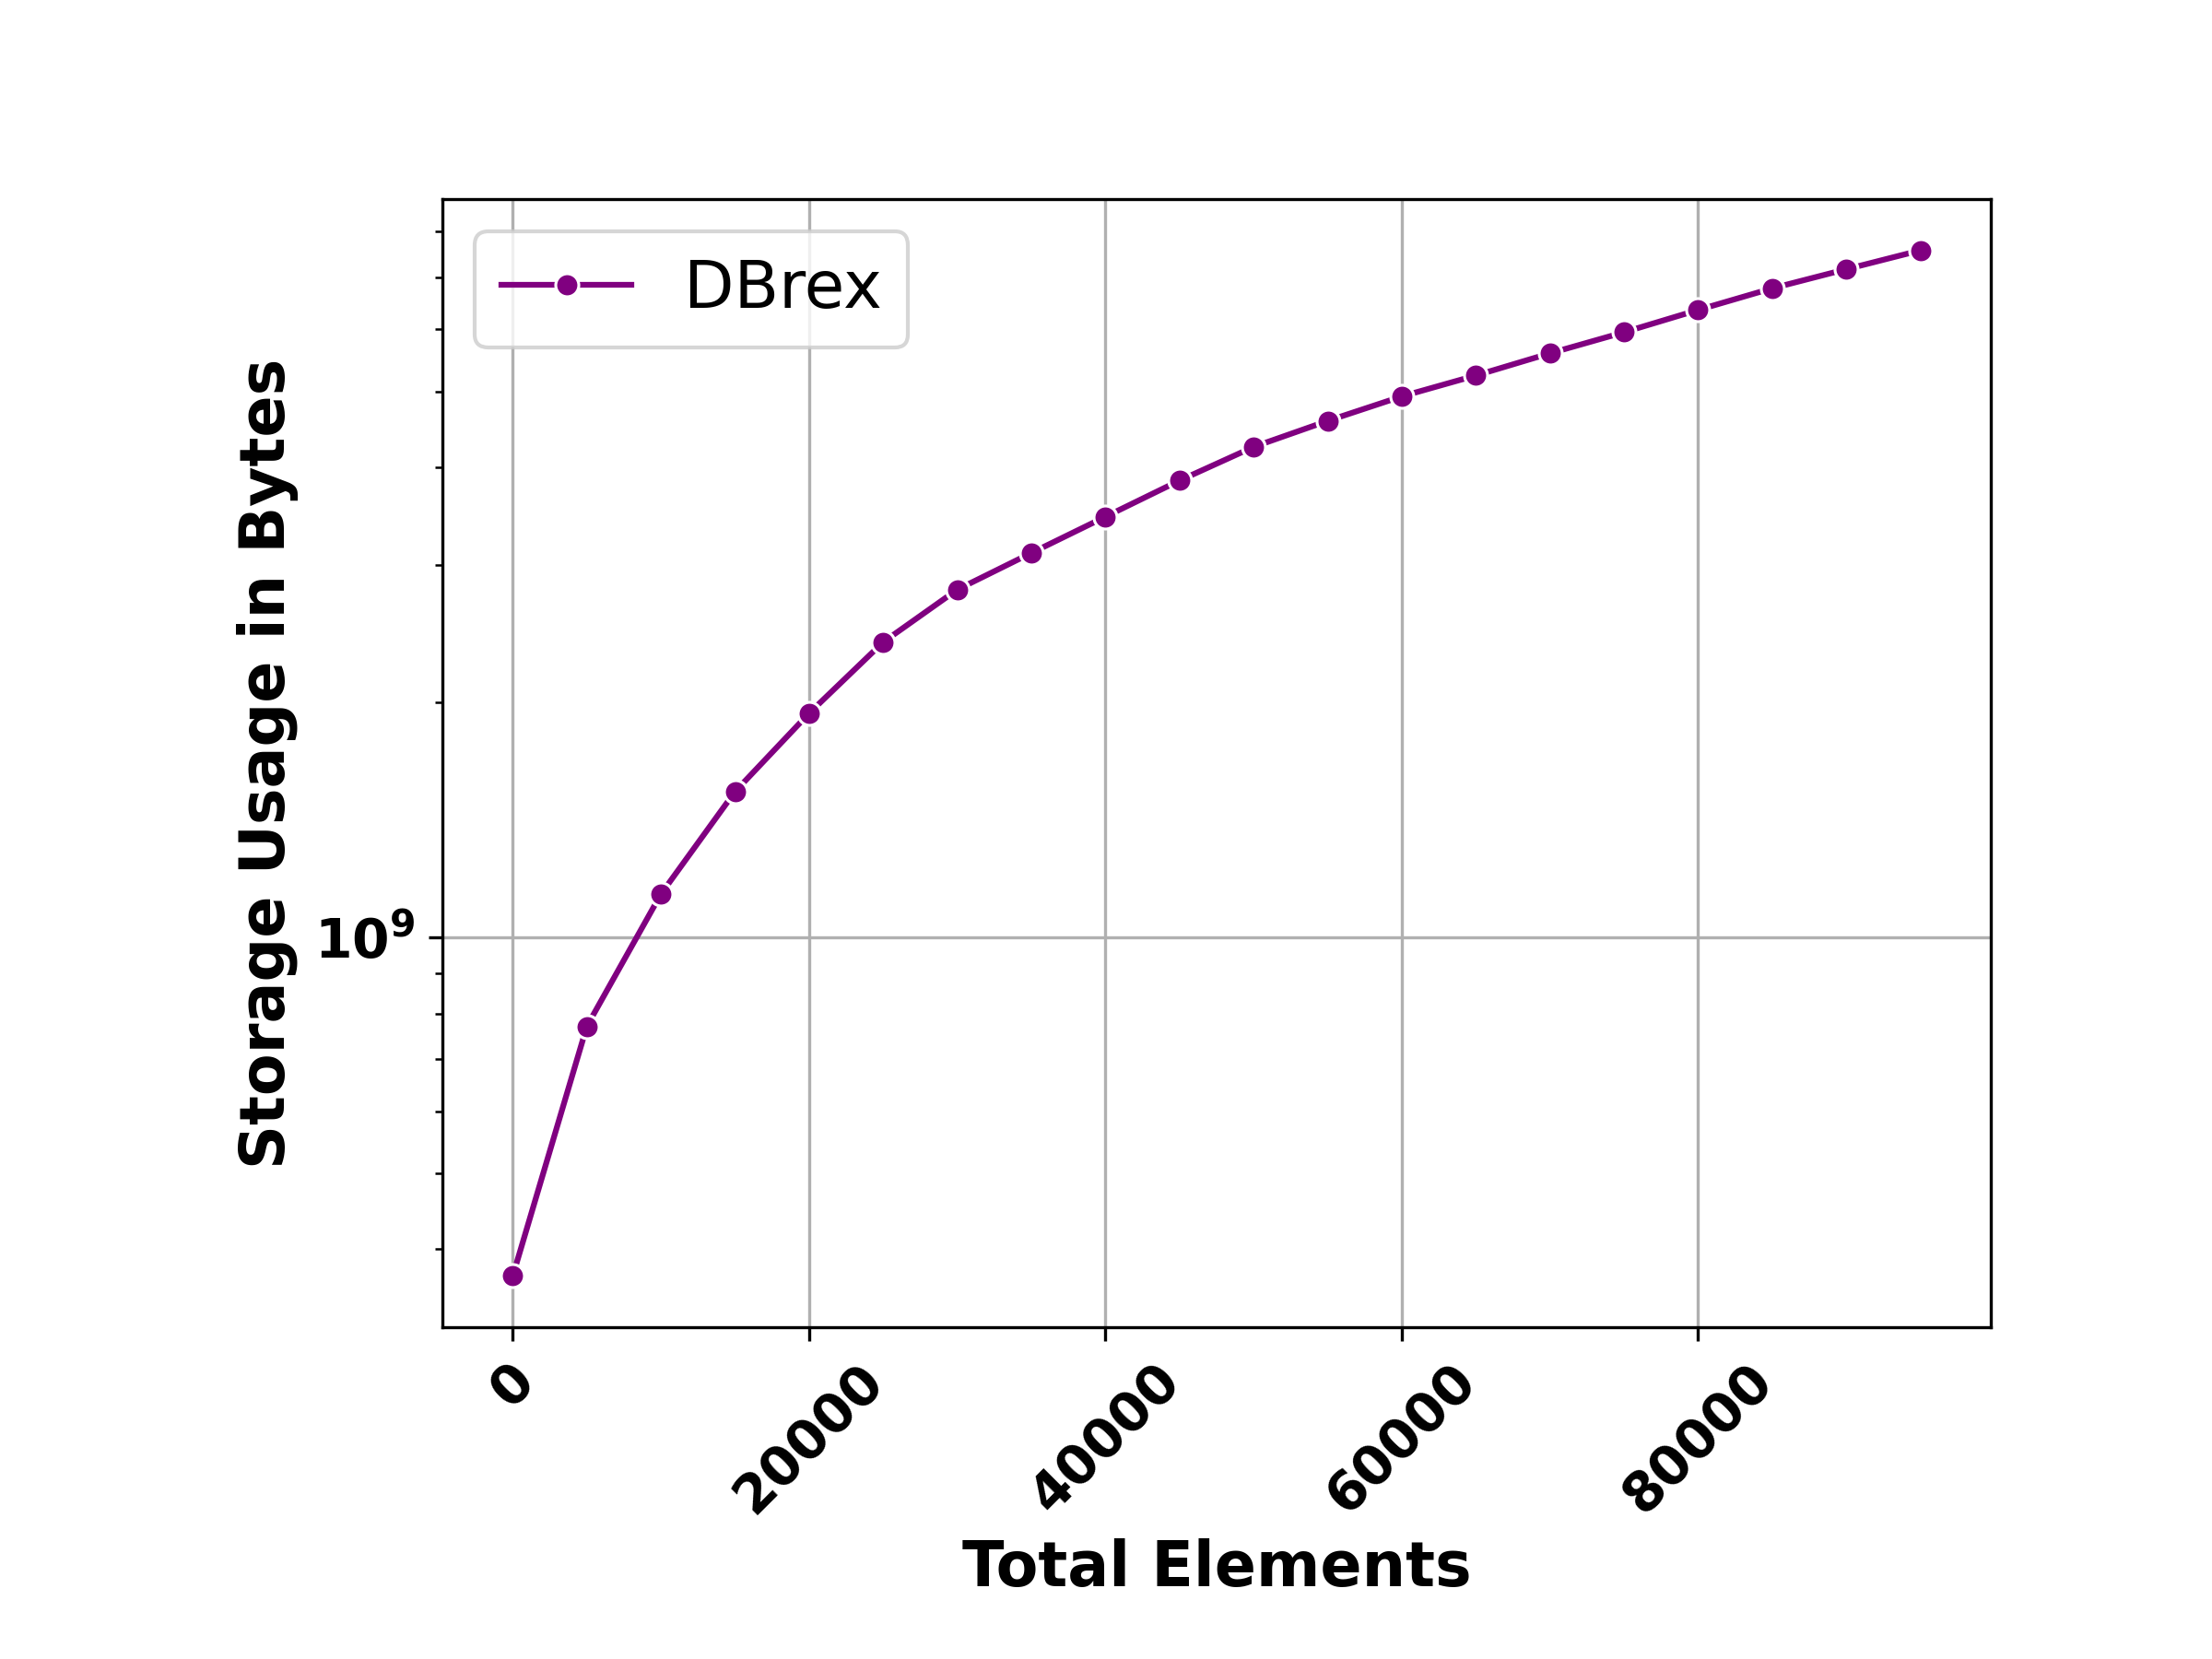 DBrex
Storage Usage in Bytes
10⁹
0
20000
40000
60000
80000
Total Elements